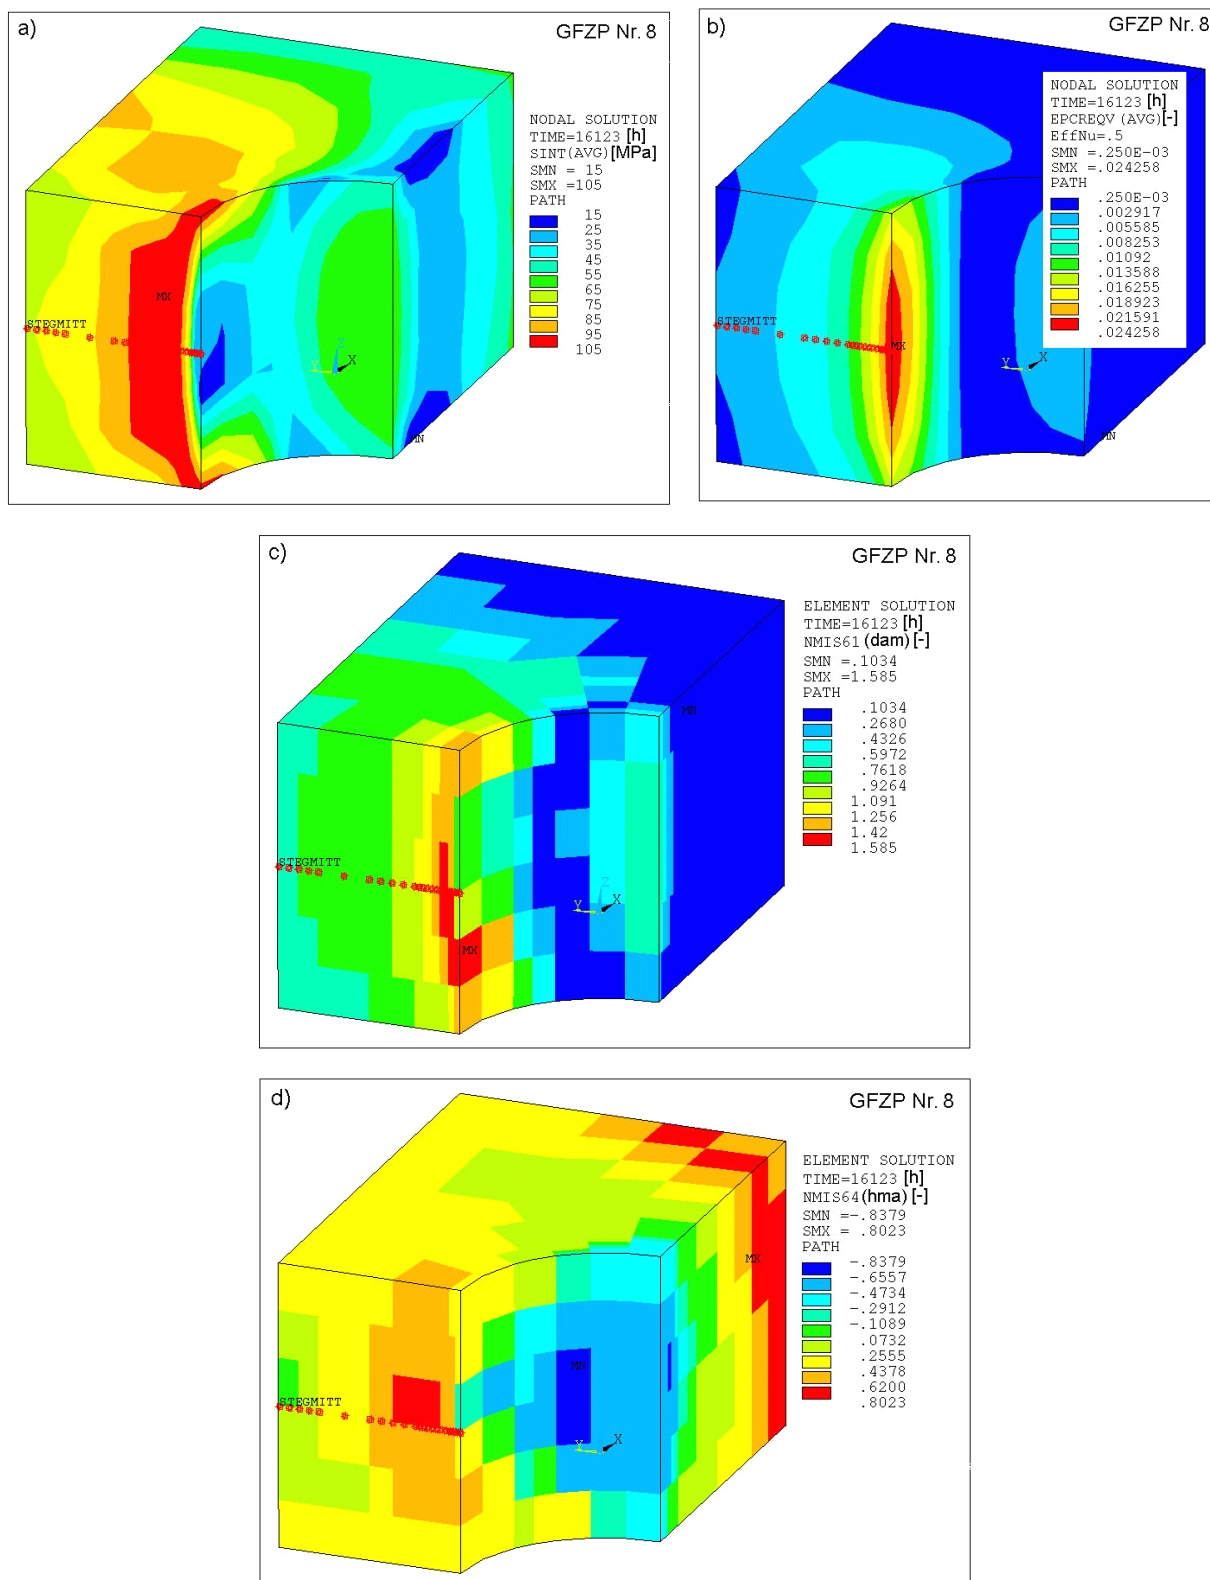 a)
GFZP Nr. 8
NODAL SOLUTION
TIME=16123 [h]
SINT(AVG)[MPa]
SMN = 15
SMX =105
PATH
15
25
35
45
55
65
75
85
95
105
MX
STEGMITT
Y
X
MN
b)
GFZP Nr. 8
NODAL SOLUTION
TIME=16123 [h]
EPCREQV (AVG)[-]
EffNu=.5
SMN =.250E-03
SMX =.024258
PATH
.250E-03
.002917
.005585
.008253
.01092
.013588
.016255
.018923
.021591
.024258
STEGMITT
MX
Y
X
MN
c)
GFZP Nr. 8
ELEMENT SOLUTION
TIME=16123 [h]
NMIS61 (dam) [-]
SMN =.1034
SMX =1.585
PATH
.1034
.2680
.4326
.5972
.7618
.9264
1.091
1.256
1.42
1.585
MN
STEGMITT
Z
Y
X
MX
d)
GFZP Nr. 8
ELEMENT SOLUTION
TIME=16123 [h]
NMIS64 (hma) [-]
SMN =-.8379
SMX = .8023
PATH
-.8379
-.6557
-.4734
-.2912
-.1089
.0732
.2555
.4378
.6200
.8023
MX
MN
STEGMITT
Y
X